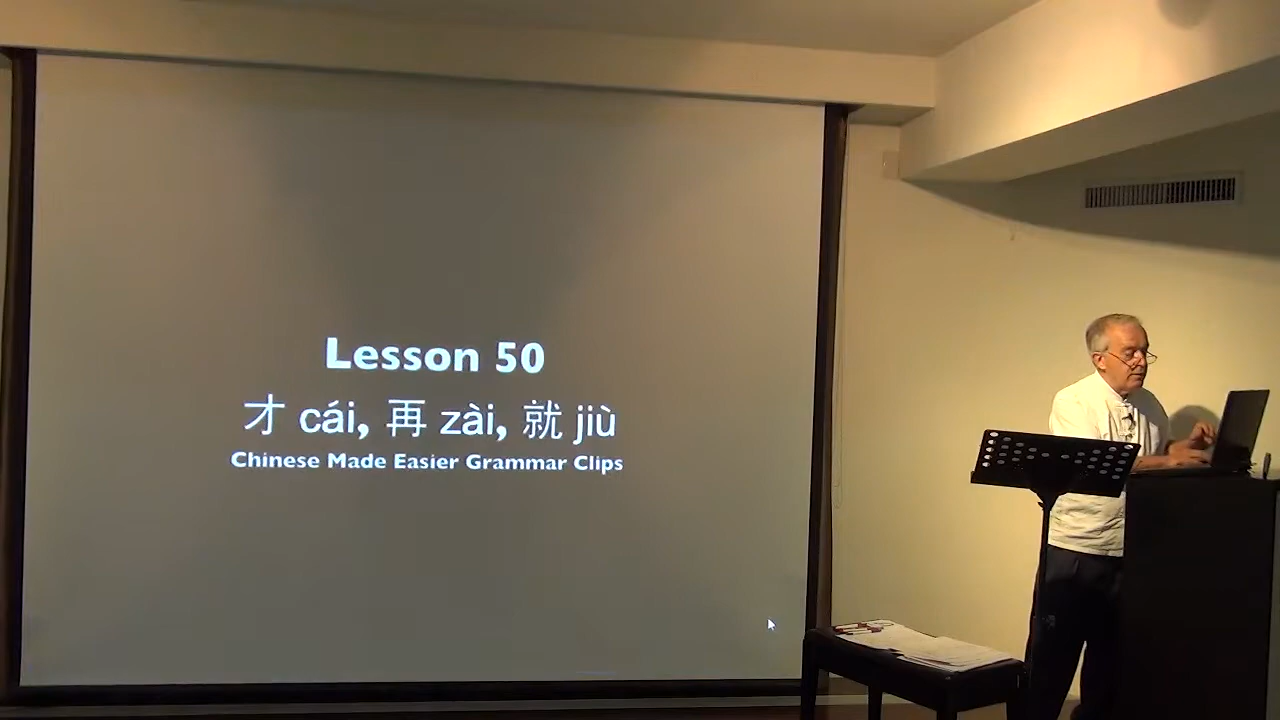 Lesson 50
才 cái, 再 zài, 就 jiù
Chinese Made Easier Grammar Clips